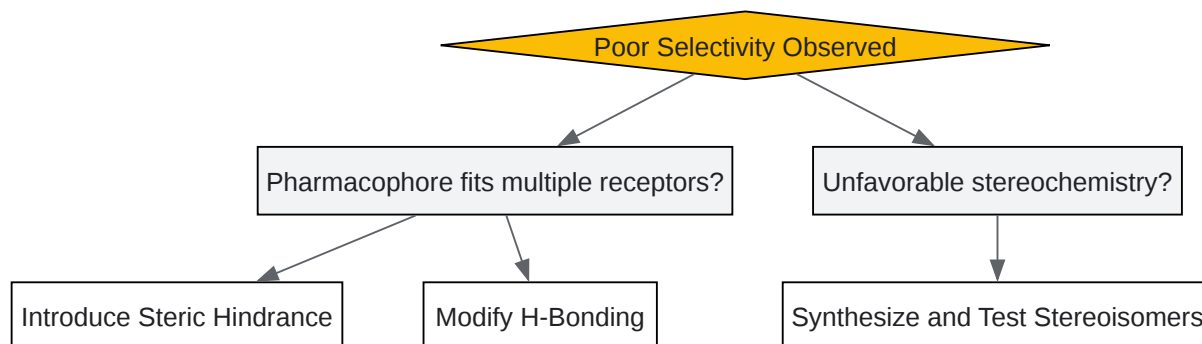 Poor Selectivity Observed
Pharmacophore fits multiple receptors?
Unfavorable stereochemistry?
Introduce Steric Hindrance
Modify H-Bonding
Synthesize and Test Stereoisomers